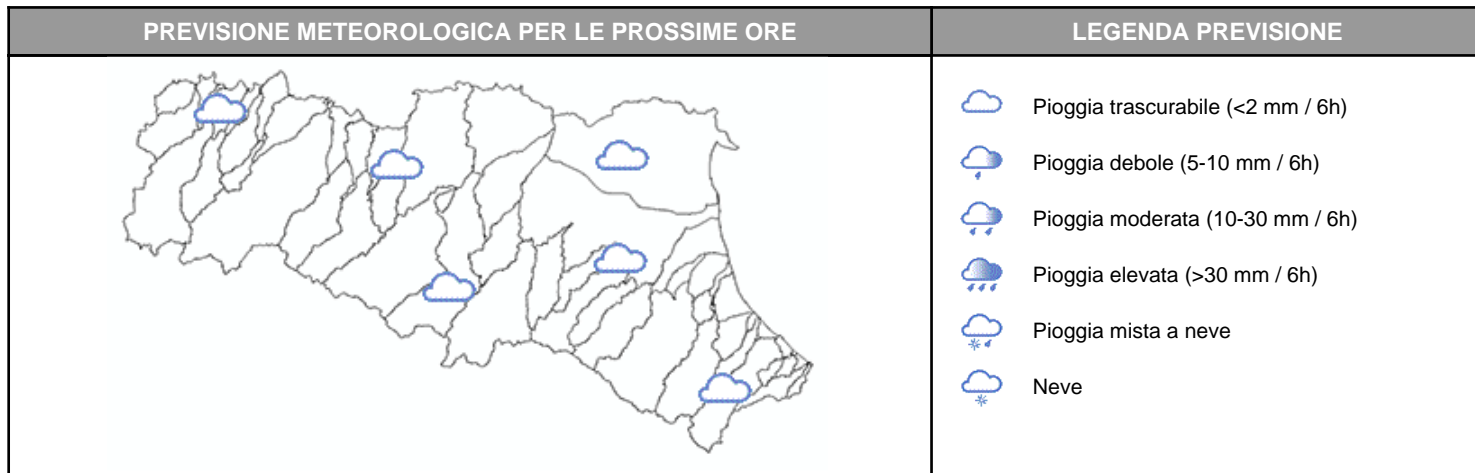 PREVISIONE METEOROLOGICA PER LE PROSSIME ORE
LEGENDA PREVISIONE
Pioggia trascurabile (<2 mm / 6h)
Pioggia debole (5-10 mm / 6h)
Pioggia moderata (10-30 mm / 6h)
Pioggia elevata (>30 mm / 6h)
Pioggia mista a neve
Neve